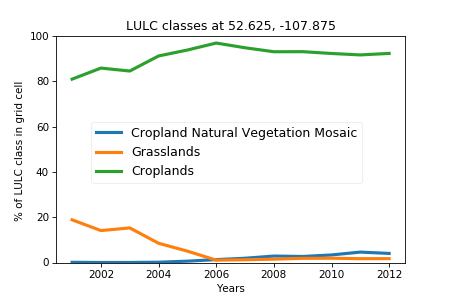 LULC classes at 52.625, -107.875
% of LULC class in grid cell
100
80
60
40
20
0
Cropland Natural Vegetation Mosaic
Grasslands
Croplands
2002
2004
2006
2008
2010
2012
Years